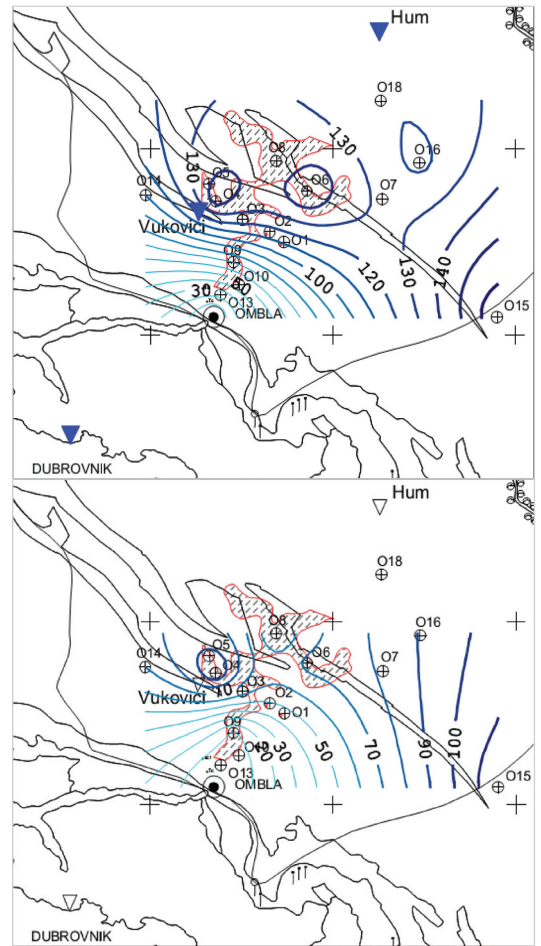 Hum
O18
130
O16
O8
130
O5
O6
O14
O4
O7
O3
Vukovici
O2
O1
O9
100
120
130
140
O10
30
O13
OMBLA
O15
DUBROVNIK
Hum
O18
O16
O8
O5
O6
O14
O4
O7
Vukovici
10
O3
O2
O1
O9
30
50
70
90
100
O13
OMBLA
O15
DUBROVNIK